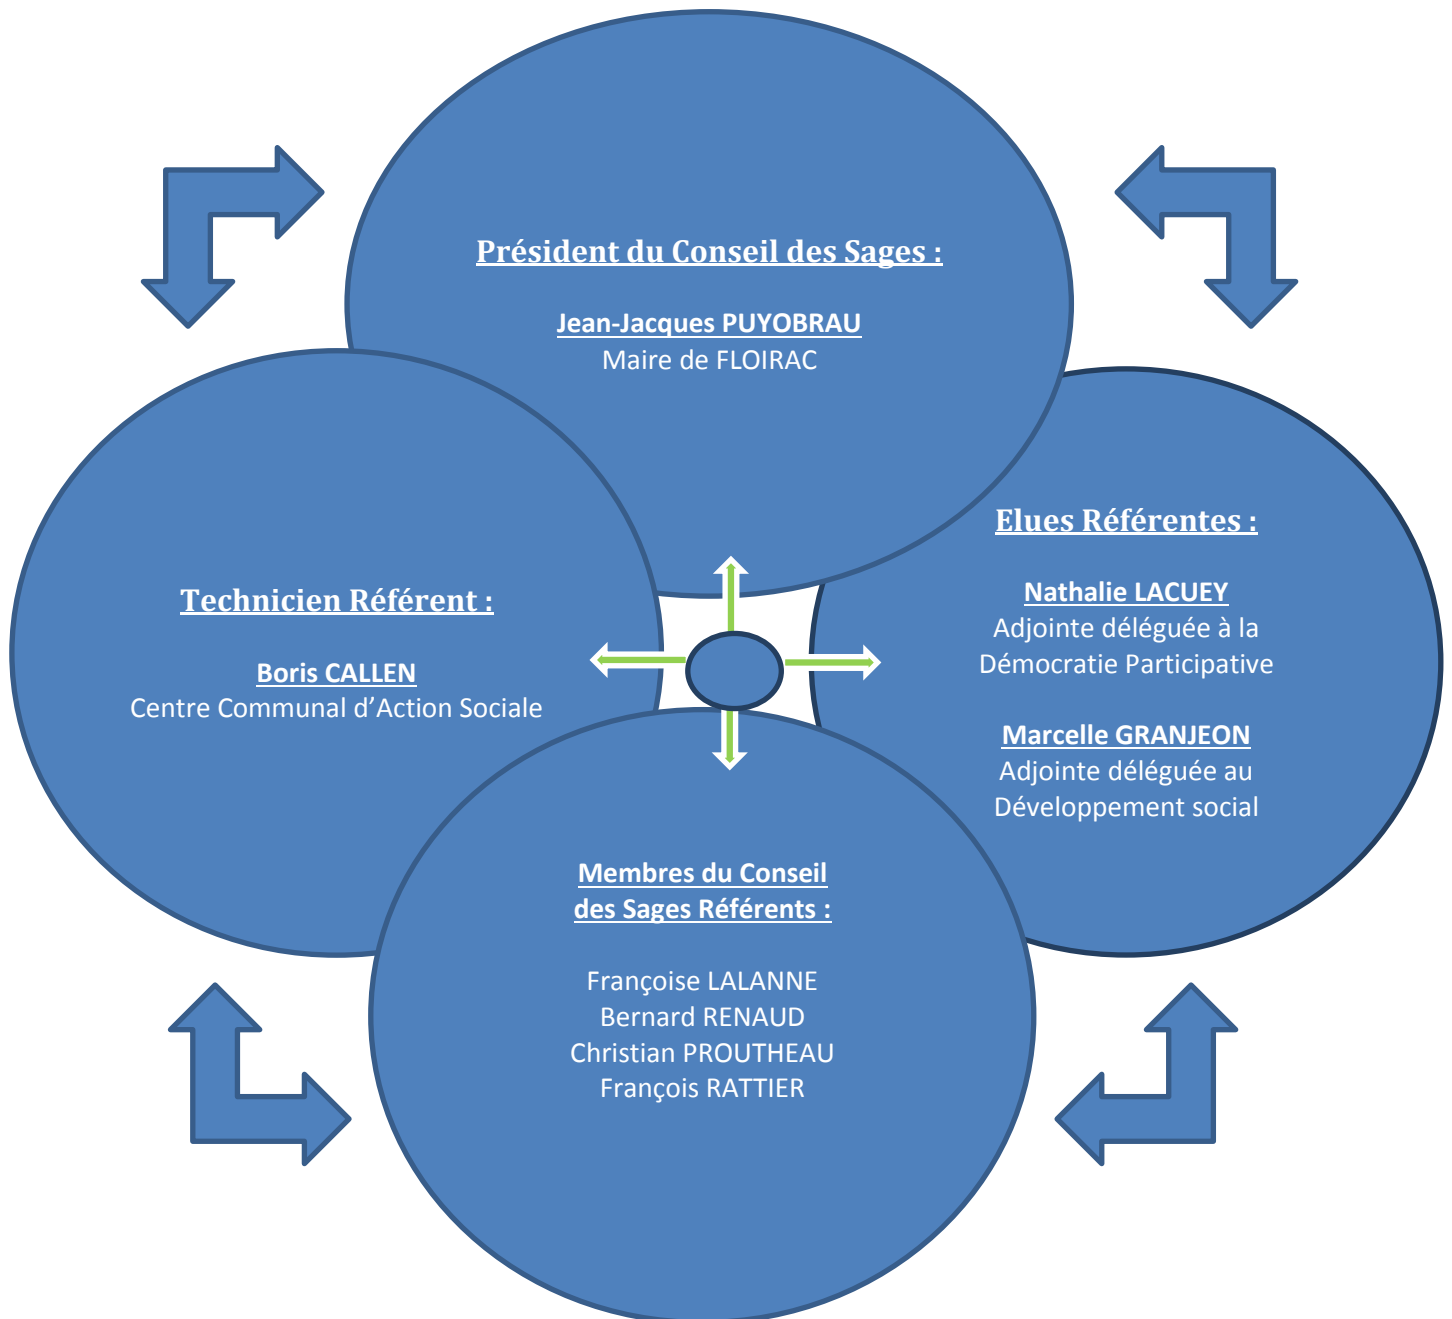 Président du Conseil des Sages :
Jean-Jacques PUYOBRAU
Maire de FLOIRAC
Technicien Référent :
Boris CALLEN
Centre Communal d’Action Sociale
Elues Référentes :
Nathalie LACUEY
Adjointe déléguée à la
Démocratie Participative
Marcelle GRANJEON
Adjointe déléguée au
Développement social
Membres du Conseil
des Sages Référents :
Françoise LALANNE
Bernard RENAUD
Christian PROUTHEAU
François RATTIER